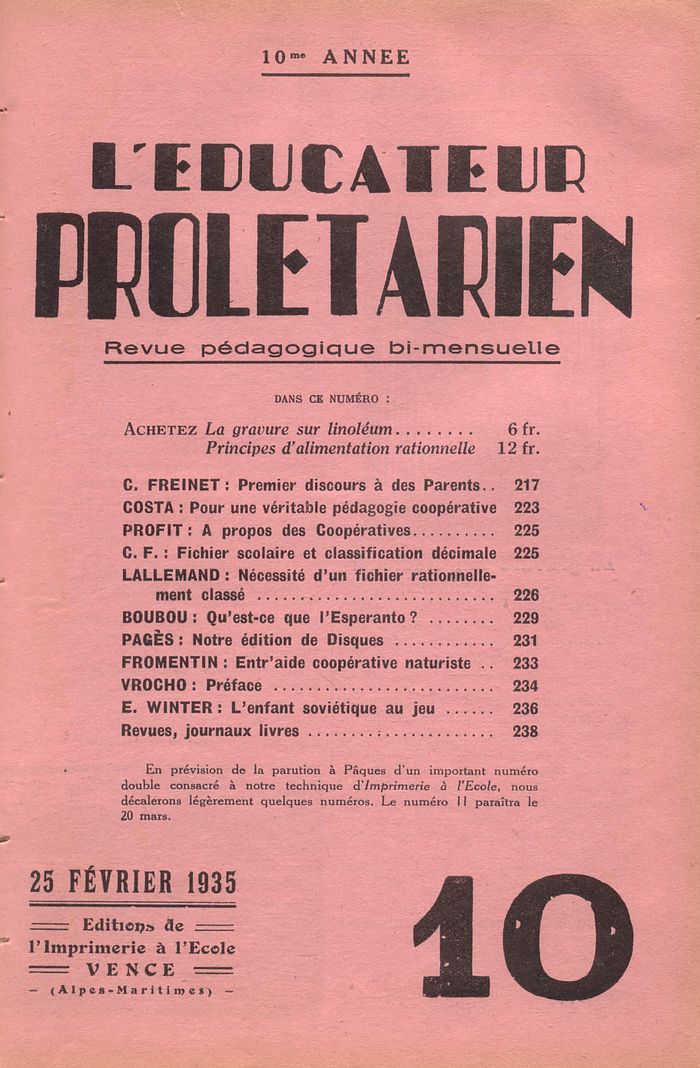 10me ANNEE
L'EDUCATEUR
PROLETARIEN
Revue pédagogique bi-mensuelle
DANS CE NUMÉRO :
ACHETEZ La gravure sur linoléum........ 6 fr.
Principes d'alimentation rationnelle 12 fr.
C. FREINET : Premier discours à des Parents.. 217
COSTA : Pour une véritable pédagogie coopérative 223
PROFIT : A propos des Coopératives.......... 225
C. F. : Fichier scolaire et classification décimale 225
LALLEMAND : Nécessité d'un fichier rationnelle-
ment classé ............................ 226
BOUBOU : Qu'est-ce que l'Esperanto ? ........ 229
PAGÈS : Notre édition de Disques ............ 231
FROMENTIN : Entr'aide coopérative naturiste .. 233
VROCHO : Préface .......................... 234
E. WINTER : L'enfant soviétique au jeu ...... 236
Revues, journaux livres ...................... 238
En prévision de la parution à Pâques d'un important numéro
double consacré à notre technique d'Imprimerie à l'Ecole, nous
décalerons légèrement quelques numéros. Le numéro 11 paraîtra le
20 mars.
25 FÉVRIER 1935
Editions de
l'Imprimerie à l'Ecole
VENCE
- (Alpes-Maritimes) -
10